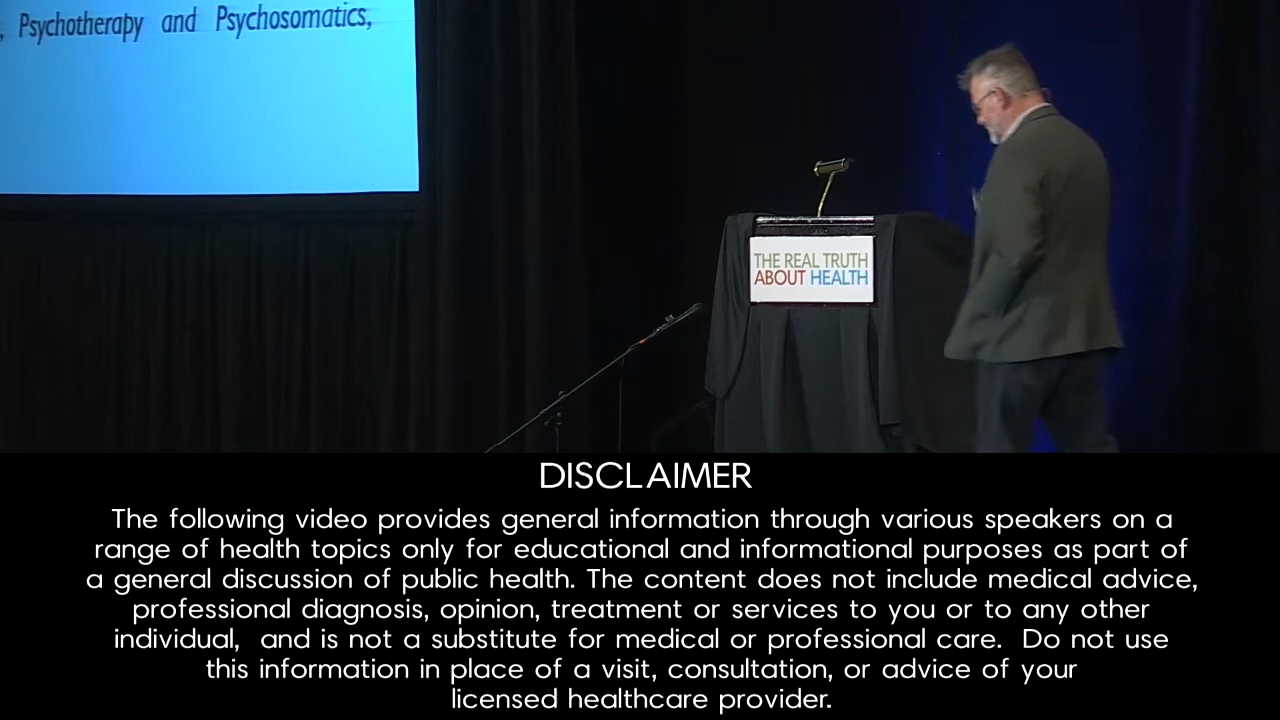 , Psychotherapy and Psychosomatics,
THE REAL TRUTH
ABOUT HEALTH
DISCLAIMER
The following video provides general information through various speakers on a
range of health topics only for educational and informational purposes as part of
a general discussion of public health. The content does not include medical advice,
professional diagnosis, opinion, treatment or services to you or to any other
individual,  and is not a substitute for medical or professional care.  Do not use
this information in place of a visit, consultation, or advice of your
licensed healthcare provider.